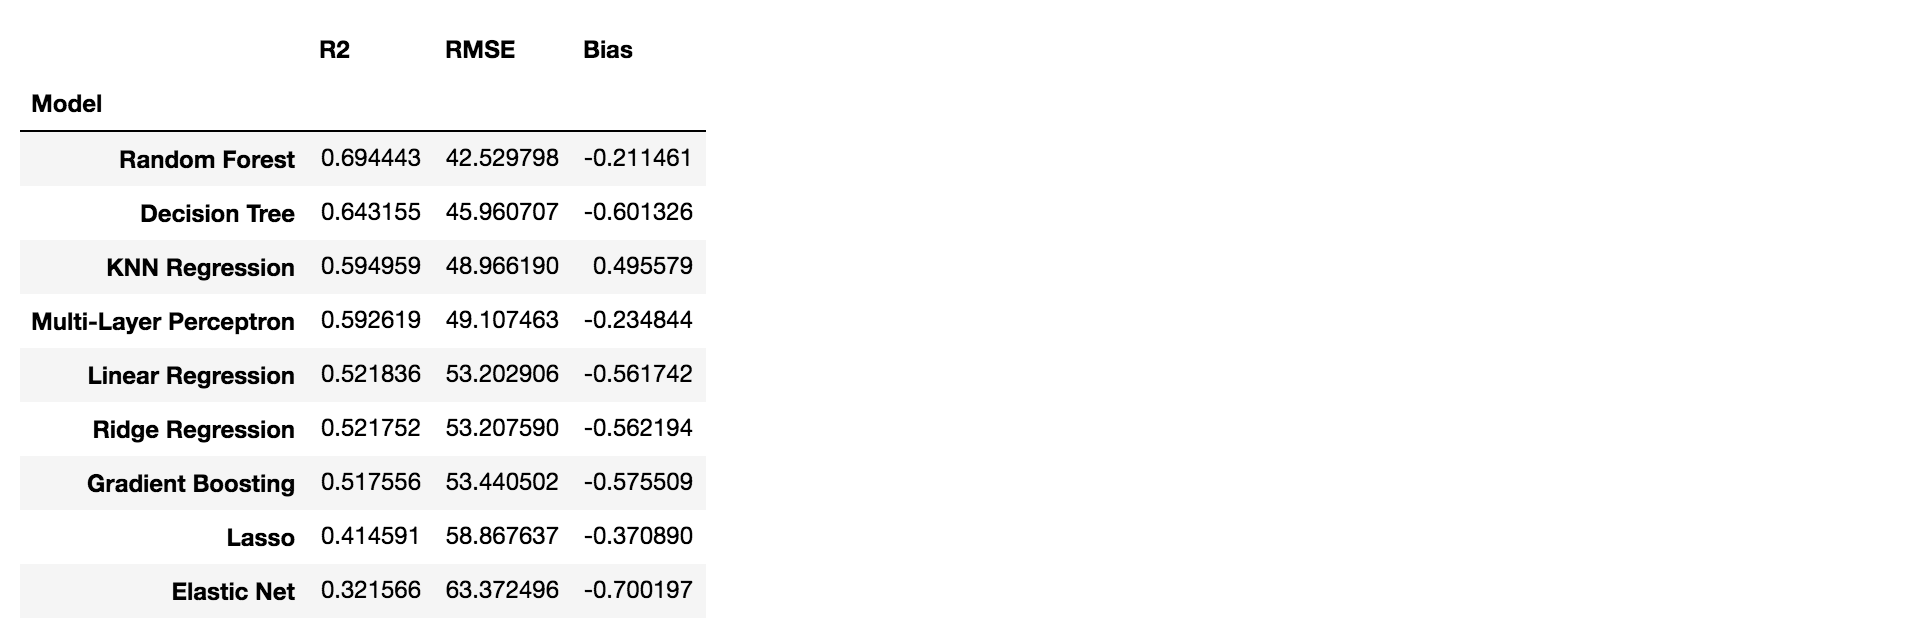 R2 RMSE Bias
Model
Random Forest 0.694443 42.529798 -0.211461
Decision Tree 0.643155 45.960707 -0.601326
KNN Regression 0.594959 48.966190 0.495579
Multi-Layer Perceptron 0.592619 49.107463 -0.234844
Linear Regression 0.521836 53.202906 -0.561742
Ridge Regression 0.521752 53.207590 -0.562194
Gradient Boosting 0.517556 53.440502 -0.575509
Lasso 0.414591 58.867637 -0.370890
Elastic Net 0.321566 63.372496 -0.700197